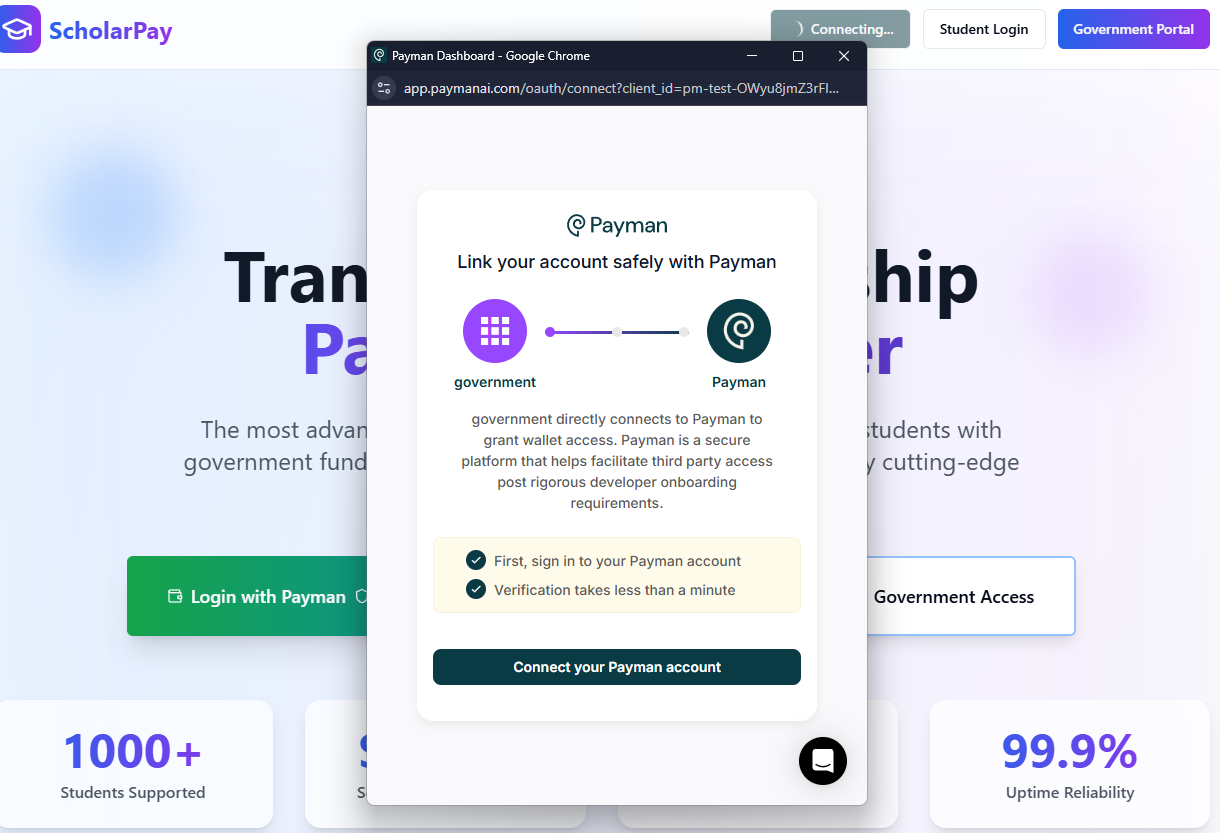 ScholarPay
Connecting...
Student Login
Government Portal
Payman Dashboard - Google Chrome
app.paymanai.com/oauth/connect?client_id=pm-test-OWyu8jmZ3rFl...
Payman
Link your account safely with Payman
government
Payman
government directly connects to Payman to
grant wallet access. Payman is a secure
platform that helps facilitate third party access
post rigorous developer onboarding
requirements.
First, sign in to your Payman account
Verification takes less than a minute
Connect your Payman account
The most advan
students with
government fund
cutting-edge
Login with Payman
Government Access
1000+
Students Supported
99.9%
Uptime Reliability